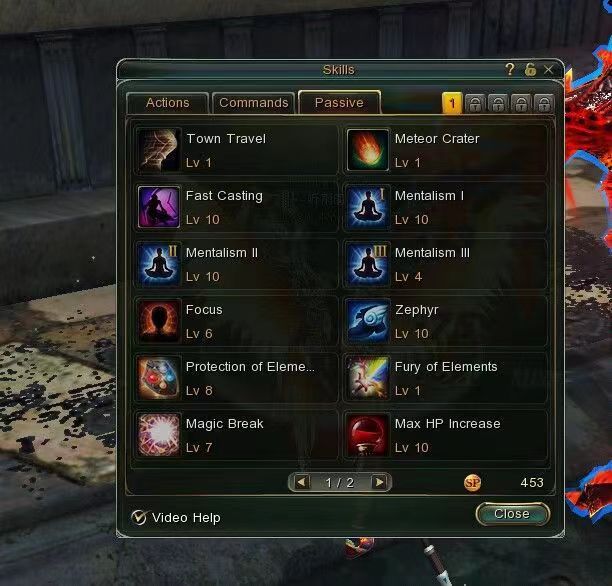 Skills
?
Actions Commands Passive 1
Town Travel
Lv 1
Meteor Crater
Lv 1
Fast Casting
Lv 10
I
Mentalism I
Lv 10
II
Mentalism II
Lv 10
III
Mentalism III
Lv 4
Focus
Lv 6
Zephyr
Lv 10
Protection of Eleme...
Lv 8
Fury of Elements
Lv 1
Magic Break
Lv 7
Max HP Increase
Lv 10
1 / 2
SP 453
Video Help
Close